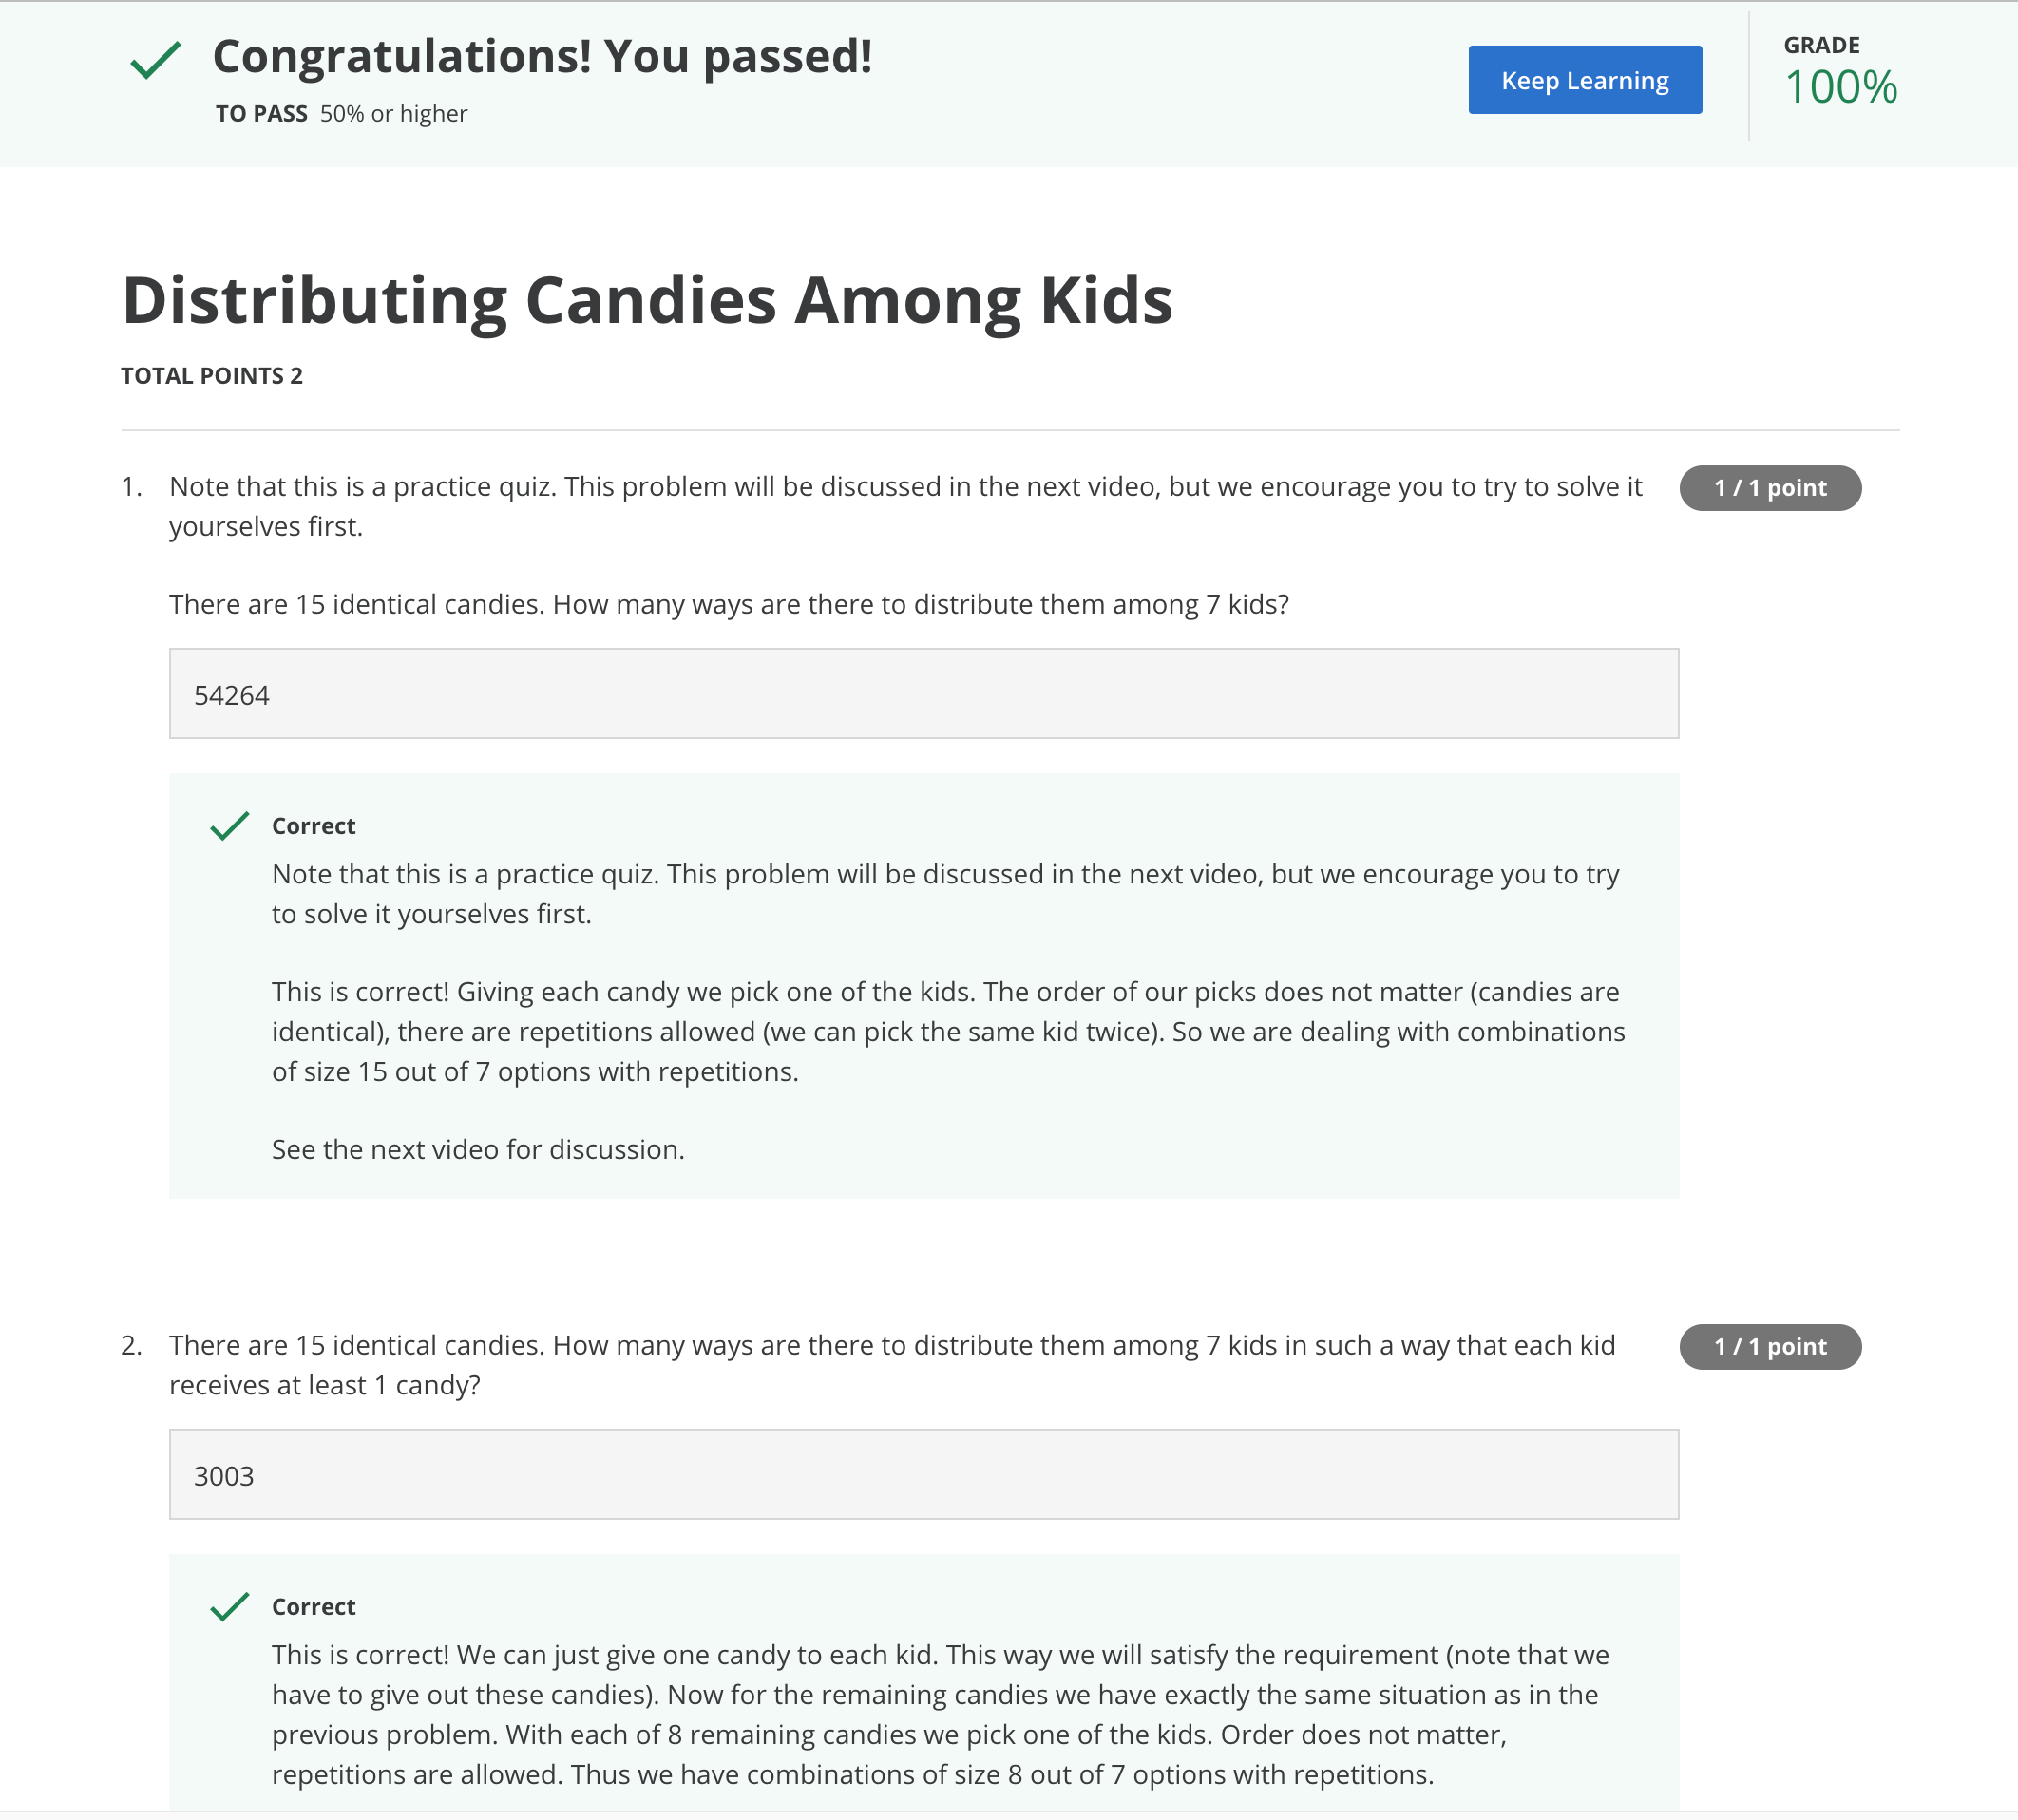 Congratulations! You passed!
TO PASS 50% or higher
Keep Learning
GRADE
100%
Distributing Candies Among Kids
TOTAL POINTS 2
1. Note that this is a practice quiz. This problem will be discussed in the next video, but we encourage you to try to solve it
yourselves first.
1 / 1 point
There are 15 identical candies. How many ways are there to distribute them among 7 kids?
54264
Correct
Note that this is a practice quiz. This problem will be discussed in the next video, but we encourage you to try
to solve it yourselves first.
This is correct! Giving each candy we pick one of the kids. The order of our picks does not matter (candies are
identical), there are repetitions allowed (we can pick the same kid twice). So we are dealing with combinations
of size 15 out of 7 options with repetitions.
See the next video for discussion.
2. There are 15 identical candies. How many ways are there to distribute them among 7 kids in such a way that each kid
receives at least 1 candy?
1 / 1 point
3003
Correct
This is correct! We can just give one candy to each kid. This way we will satisfy the requirement (note that we
have to give out these candies). Now for the remaining candies we have exactly the same situation as in the
previous problem. With each of 8 remaining candies we pick one of the kids. Order does not matter,
repetitions are allowed. Thus we have combinations of size 8 out of 7 options with repetitions.